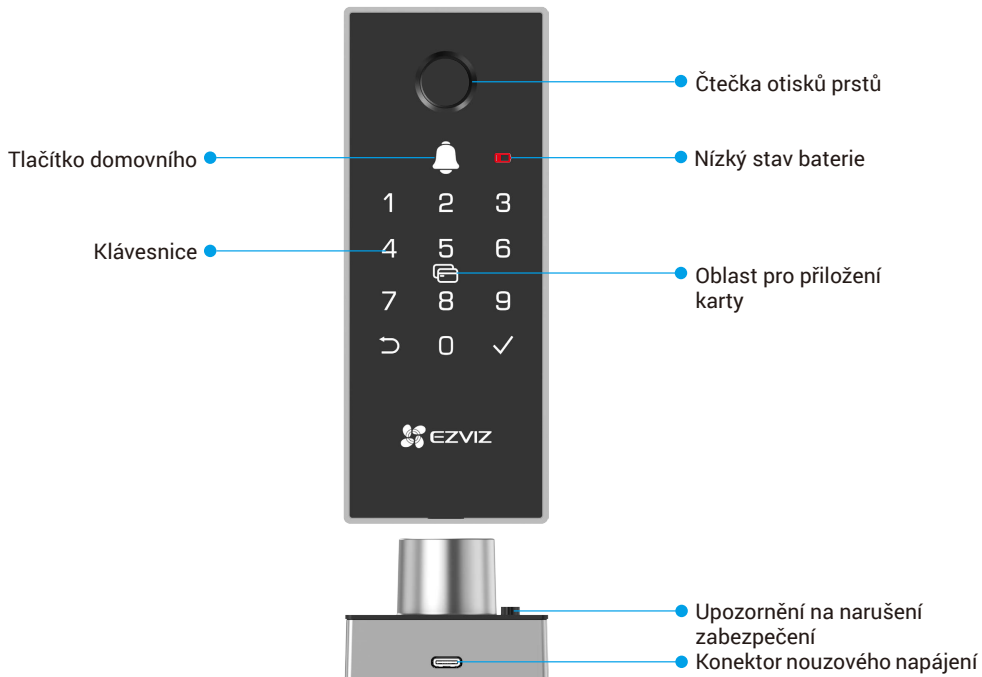 Čtečka otisků prstů
Tlačítko domovního
Nízký stav baterie
1 2 3
Klávesnice
4 5 6
Oblast pro přiložení
karty
7 8 9
0
EZVIZ
Upozornění na narušení
zabezpečení
Konektor nouzového napájení